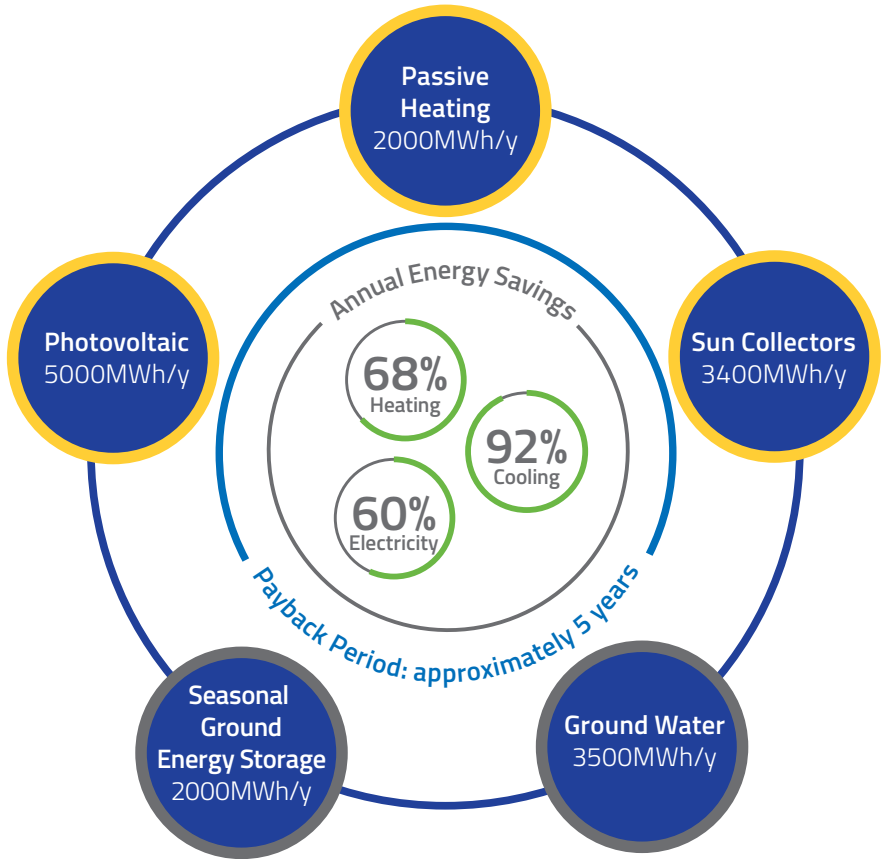 Passive
Heating
2000MWh/y
Photovoltaic
5000MWh/y
Sun Collectors
3400MWh/y
Annual Energy Savings
68%
Heating
92%
Cooling
60%
Electricity
Payback Period: approximately 5 years
Seasonal
Ground
Energy Storage
2000MWh/y
Ground Water
3500MWh/y